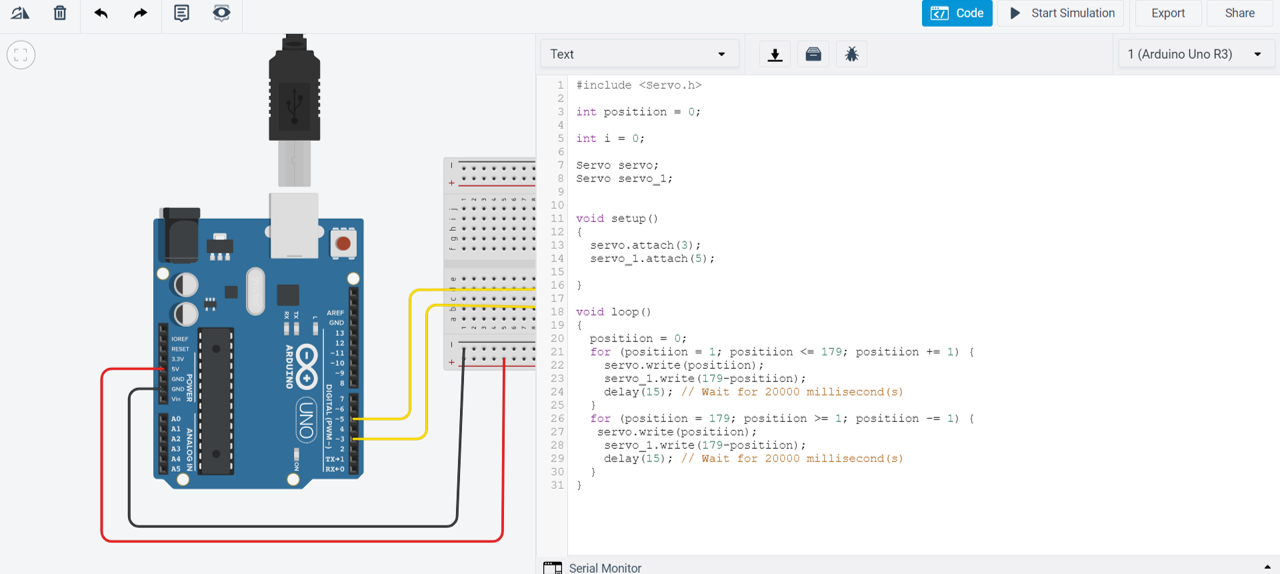 Code
Start Simulation
Export
Share
Text
1 (Arduino Uno R3)
1 #include <Servo.h>
2
3 int positiion = 0;
4
5 int i = 0;
6
7 Servo servo;
8 Servo servo_1;
9
10
11 void setup()
12 {
13 servo.attach(3);
14 servo_1.attach(5);
15
16 }
17
18 void loop()
19 {
20 positiion = 0;
21 for (positiion = 1; positiion <= 179; positiion += 1) {
22 servo.write(positiion);
23 servo_1.write(179-positiion);
24 delay(15); // Wait for 20000 millisecond(s)
25 }
26 for (positiion = 179; positiion >= 1; positiion -= 1) {
27 servo.write(positiion);
28 servo_1.write(179-positiion);
29 delay(15); // Wait for 20000 millisecond(s)
30 }
31 }
Serial Monitor
IOREF
RESET
3.3V
5V
GND
GND
Vin
POWER
A0
A1
A2
A3
A4
A5
ANALOG IN
RX
TX
L
ARDUINO
UNO
ON
DIGITAL (PWM~)
AREF
GND
13
12
~11
~10
~9
8
7
~6
~5
4
~3
2
TX→1
RX←0
j
i
h
g
f
e
d
c
b
a